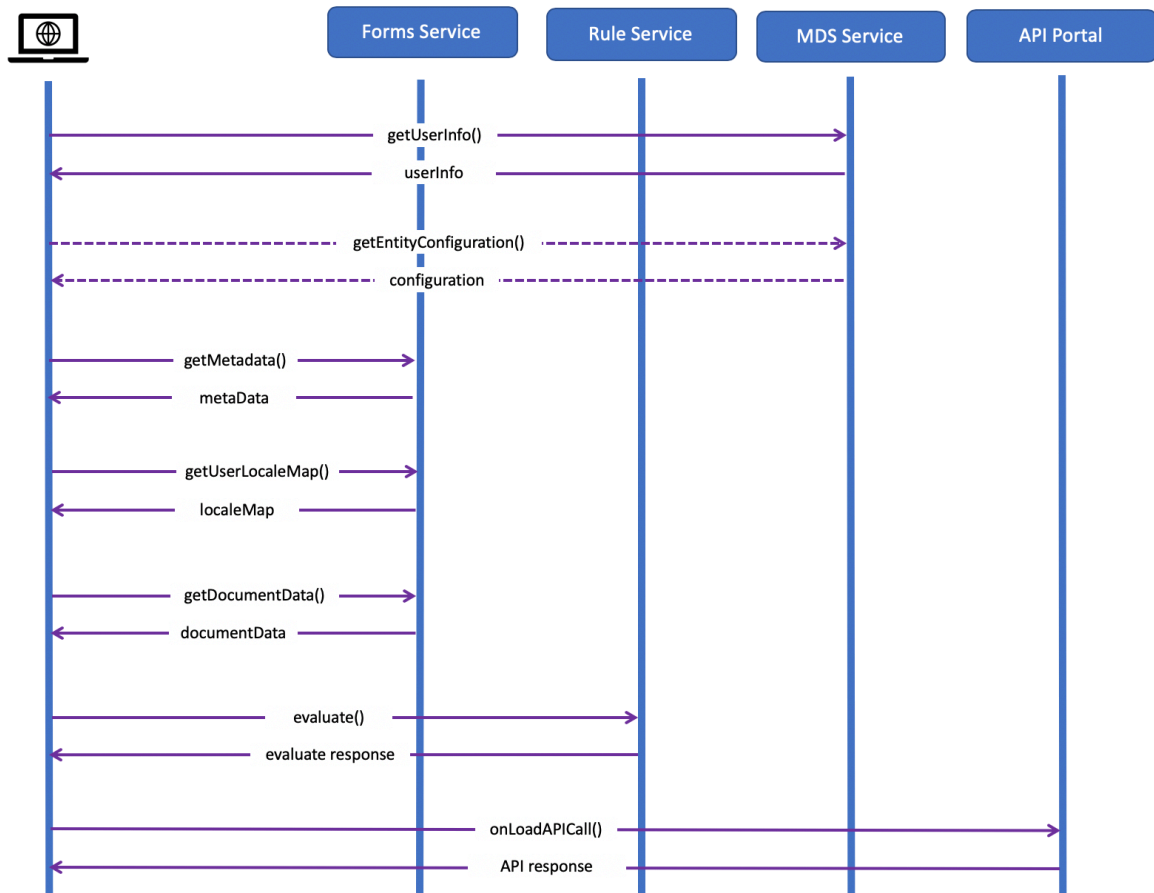 Forms Service
Rule Service
MDS Service
API Portal
getUserInfo()
userInfo
getEntityConfiguration()
configuration
getMetadata()
metaData
getUserLocaleMap()
localeMap
getDocumentData()
documentData
evaluate()
evaluate response
onLoadAPICall()
API response